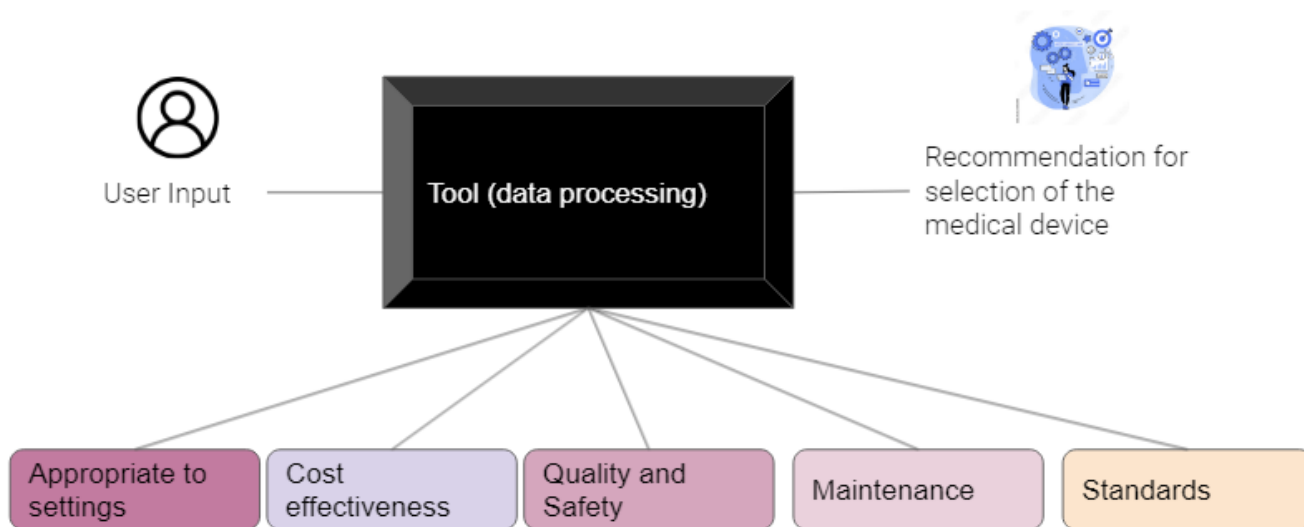 User Input
Tool (data processing)
Recommendation for
selection of the
medical device
Appropriate to
settings
Cost
effectiveness
Quality and
Safety
Maintenance
Standards